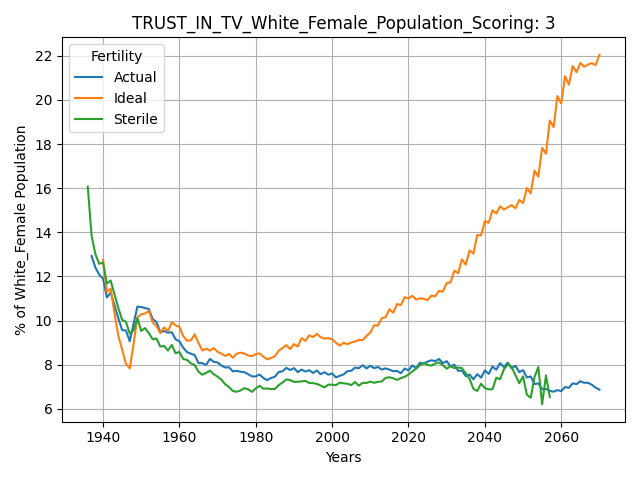 TRUST_IN_TV_White_Female_Population_Scoring: 3
Fertility
Actual
Ideal
Sterile
% of White_Female Population
22
20
18
16
14
12
10
8
6
1940 1960 1980 2000 2020 2040 2060
Years